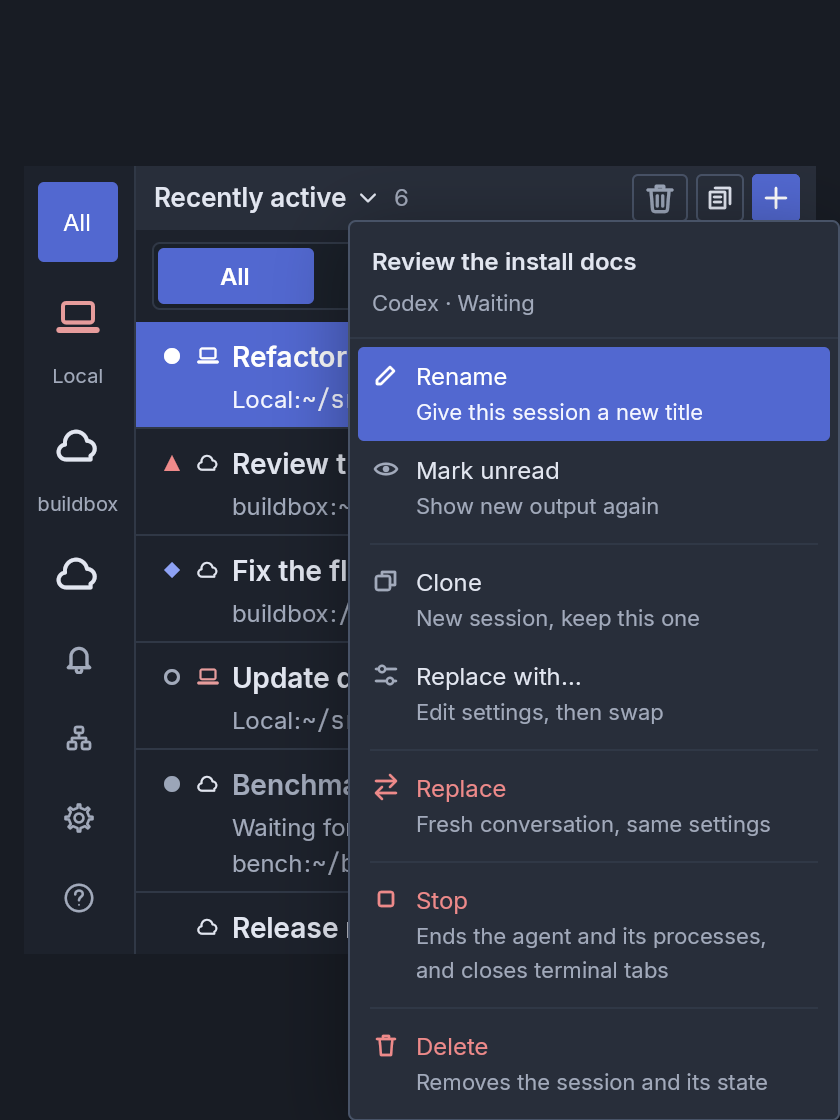 All
Local
buildbox
Recently active 6
All
Refactor
Local:~/s
Review t
buildbox:~
Fix the fl
buildbox:/
Update
Local:~/s
Benchma
Waiting for
bench:~/b
Release
Review the install docs
Codex · Waiting
Rename
Give this session a new title
Mark unread
Show new output again
Clone
New session, keep this one
Replace with...
Edit settings, then swap
Replace
Fresh conversation, same settings
Stop
Ends the agent and its processes,
and closes terminal tabs
Delete
Removes the session and its state